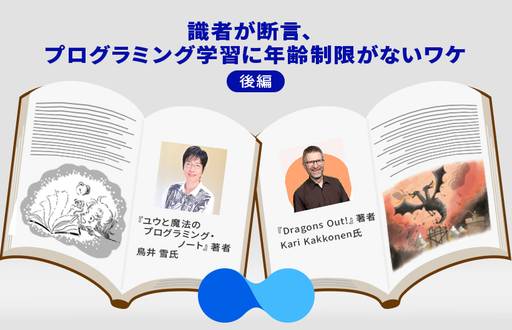 識者が断言、
プログラミング学習に年齢制限がないワケ
後編
『ユウと魔法の
プログラミング・
ノート』著者
鳥井 雪氏
『Dragons Out!』著者
Kari Kakkonen氏